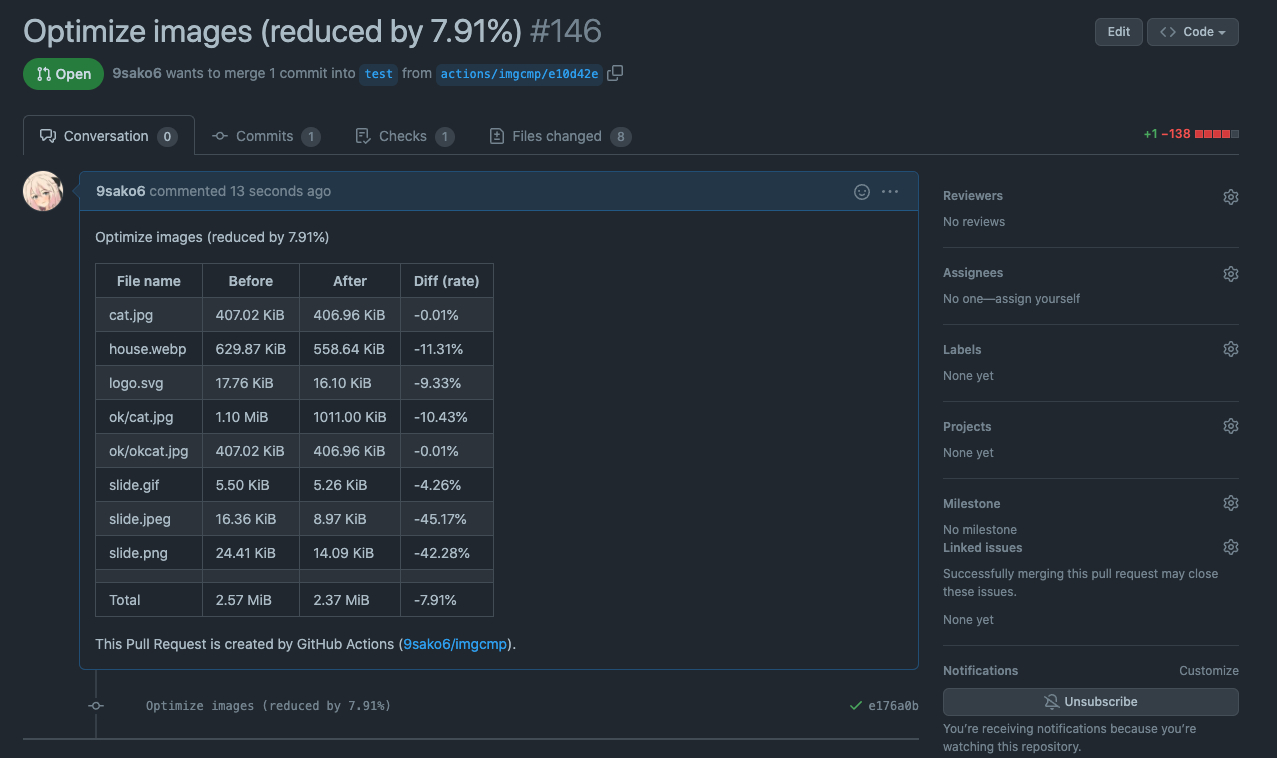 Optimize images (reduced by 7.91%) #146
Edit
Code
Open
9sako6 wants to merge 1 commit into test from actions/imgcmp/e10d42e
Conversation 0
Commits 1
Checks 1
Files changed 8
+1 −138
9sako6 commented 13 seconds ago
Optimize images (reduced by 7.91%)
File name Before After Diff (rate)
cat.jpg 407.02 KiB 406.96 KiB -0.01%
house.webp 629.87 KiB 558.64 KiB -11.31%
logo.svg 17.76 KiB 16.10 KiB -9.33%
ok/cat.jpg 1.10 MiB 1011.00 KiB -10.43%
ok/okcat.jpg 407.02 KiB 406.96 KiB -0.01%
slide.gif 5.50 KiB 5.26 KiB -4.26%
slide.jpeg 16.36 KiB 8.97 KiB -45.17%
slide.png 24.41 KiB 14.09 KiB -42.28%
Total 2.57 MiB 2.37 MiB -7.91%
This Pull Request is created by GitHub Actions (9sako6/imgcmp).
Optimize images (reduced by 7.91%) e176a0b
Reviewers
No reviews
Assignees
No one—assign yourself
Labels
None yet
Projects
None yet
Milestone
No milestone
Linked issues
Successfully merging this pull request may close
these issues.
None yet
Notifications Customize
Unsubscribe
You're receiving notifications because you're
watching this repository.